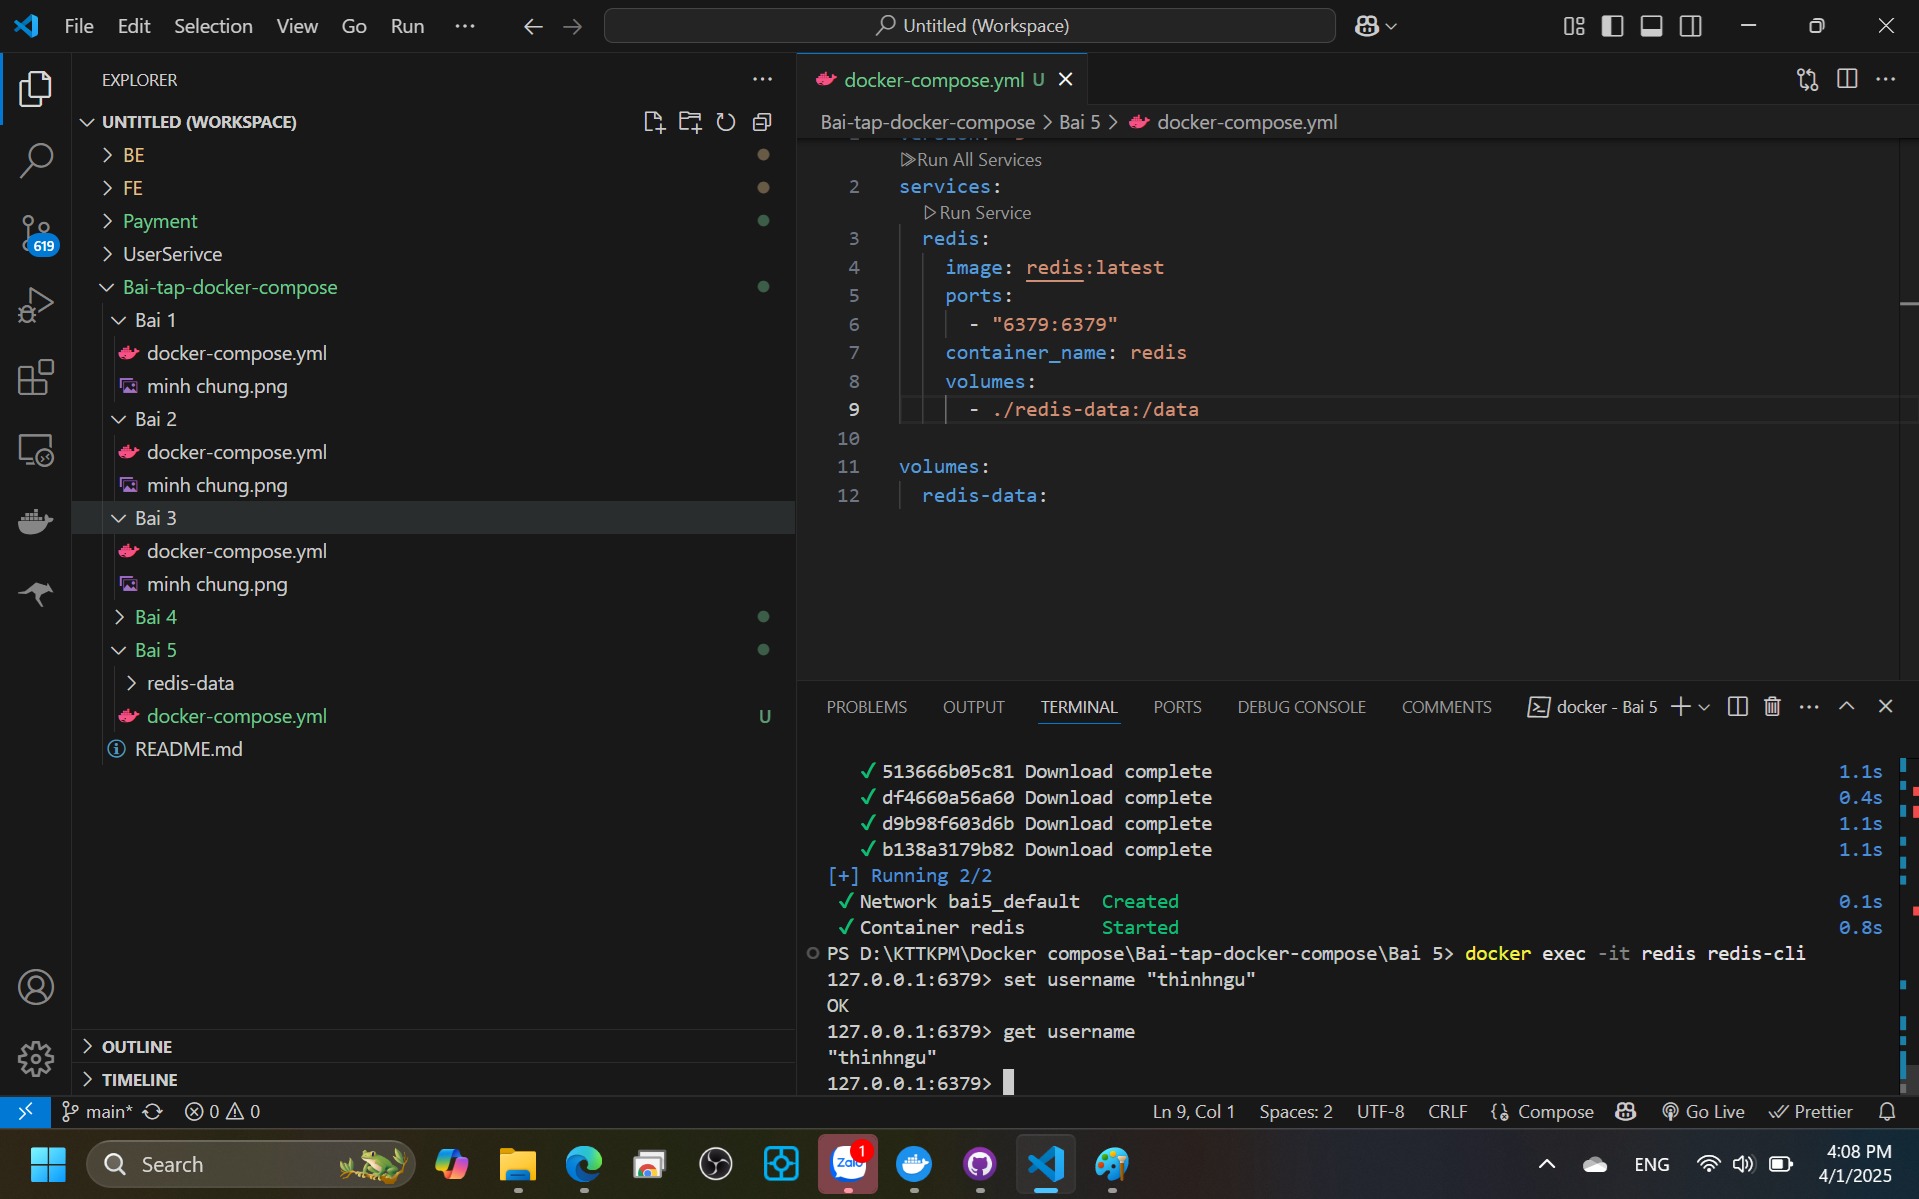 File Edit Selection View Go Run
Untitled (Workspace)
EXPLORER
UNTITLED (WORKSPACE)
BE
FE
Payment
UserSerivce
Bai-tap-docker-compose
Bai 1
docker-compose.yml
minh chung.png
Bai 2
docker-compose.yml
minh chung.png
Bai 3
docker-compose.yml
minh chung.png
Bai 4
Bai 5
redis-data
docker-compose.yml U
README.md
OUTLINE
TIMELINE
619
docker-compose.yml U
Bai-tap-docker-compose > Bai 5 > docker-compose.yml
Run All Services
2 services:
Run Service
3 redis:
4 image: redis:latest
5 ports:
6 - "6379:6379"
7 container_name: redis
8 volumes:
9 - ./redis-data:/data
10
11 volumes:
12 redis-data:
PROBLEMS OUTPUT TERMINAL PORTS DEBUG CONSOLE COMMENTS docker - Bai 5
✓ 513666b05c81 Download complete 1.1s
✓ df4660a56a60 Download complete 0.4s
✓ d9b98f603d6b Download complete 1.1s
✓ b138a3179b82 Download complete 1.1s
[+] Running 2/2
✓ Network bai5_default Created 0.1s
✓ Container redis Started 0.8s
PS D:\KTTKPM\Docker compose\Bai-tap-docker-compose\Bai 5> docker exec -it redis redis-cli
127.0.0.1:6379> set username "thinhngu"
OK
127.0.0.1:6379> get username
"thinhngu"
127.0.0.1:6379>
main* 0 0 Ln 9, Col 1 Spaces: 2 UTF-8 CRLF Compose Go Live Prettier
Search Zalo 1 ENG 4:08 PM
4/1/2025